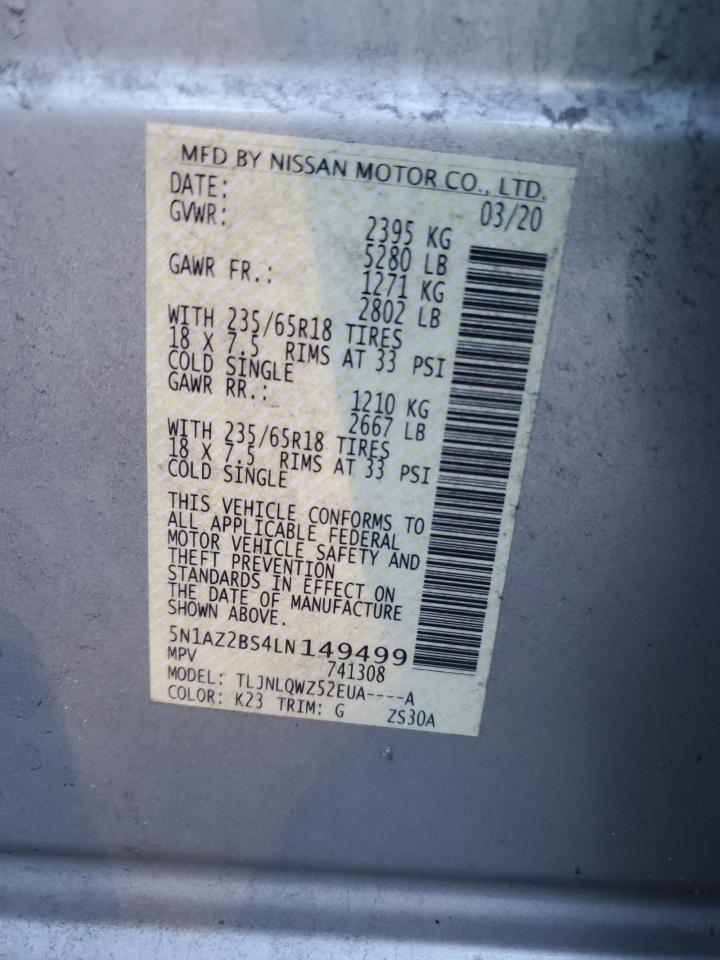 MFD BY NISSAN MOTOR CO., LTD.
DATE: 03/20
GVWR: 2395 KG
5280 LB
GAWR FR.: 1271 KG
2802 LB
WITH 235/65R18 TIRES
18 X 7.5 RIMS AT 33 PSI
COLD SINGLE
GAWR RR.: 1210 KG
2667 LB
WITH 235/65R18 TIRES
18 X 7.5 RIMS AT 33 PSI
COLD SINGLE
THIS VEHICLE CONFORMS TO
ALL APPLICABLE FEDERAL
MOTOR VEHICLE SAFETY AND
THEFT PREVENTION
STANDARDS IN EFFECT ON
THE DATE OF MANUFACTURE
SHOWN ABOVE.
5N1AZ2BS4LN149499
MPV 741308
MODEL: TLJNLQWZ52EUA----A
COLOR: K23 TRIM: G ZS30A